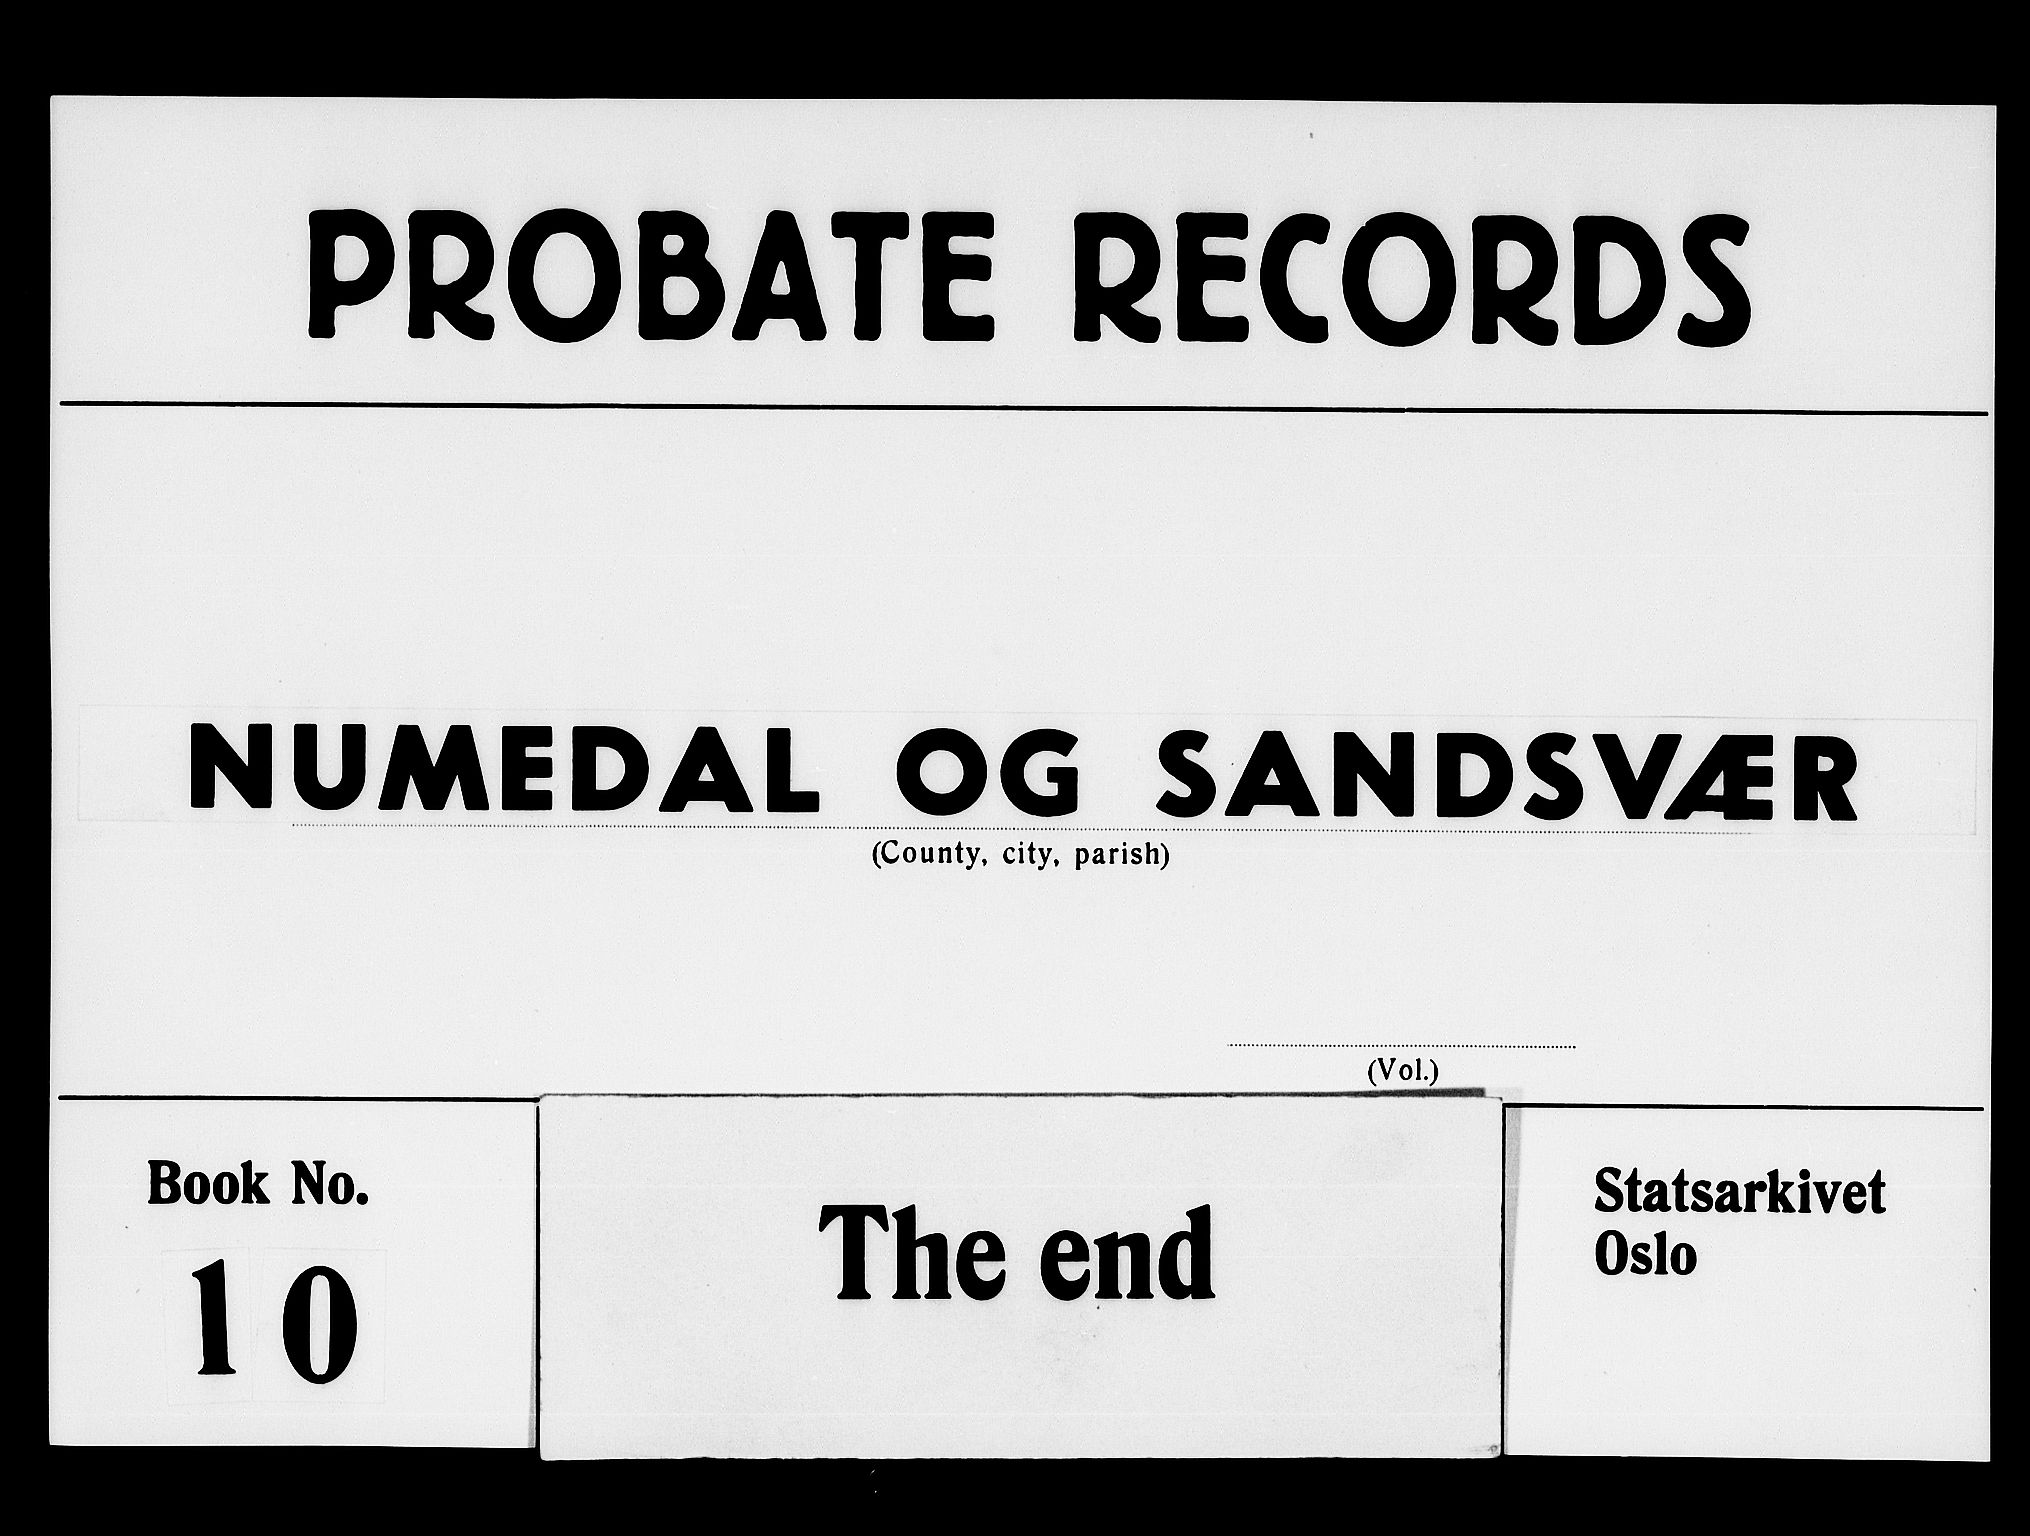 PROBATE RECORDS
NUMEDAL OG SANDSVÆR
(County, city, parish)
(Vol.)
Book No.
10
The end
Statsarkivet
Oslo